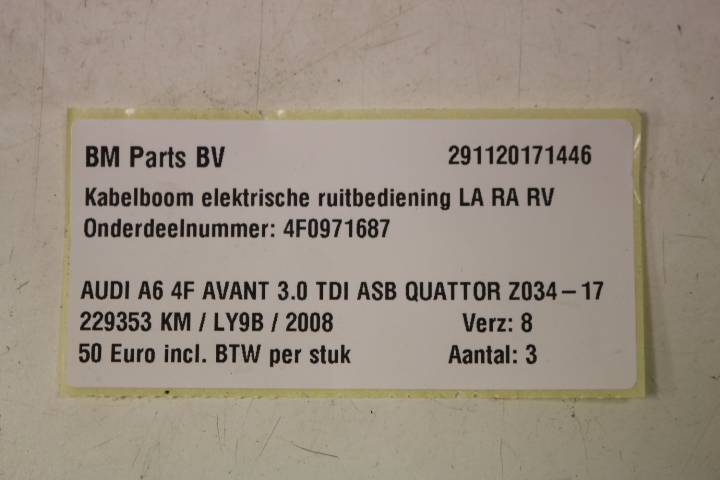 BM Parts BV 291120171446
Kabelboom elektrische ruitbediening LA RA RV
Onderdeelnummer: 4F0971687
AUDI A6 4F AVANT 3.0 TDI ASB QUATTOR Z034-17
229353 KM / LY9B / 2008 Verz: 8
50 Euro incl. BTW per stuk Aantal: 3